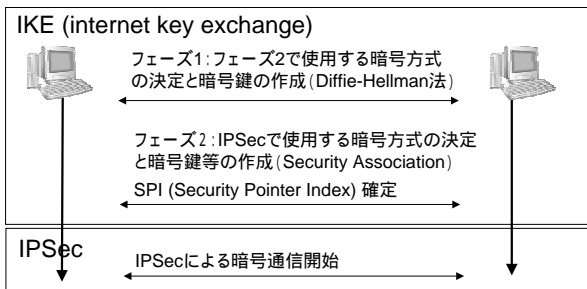 IKE (internet key exchange)
フェーズ1:フェーズ2で使用する暗号方式
の決定と暗号鍵の作成(Diffie-Hellman法)
フェーズ2:IPSecで使用する暗号方式の決定
と暗号鍵等の作成(Security Association)
SPI (Security Pointer Index) 確定
IPSec
IPSecによる暗号通信開始